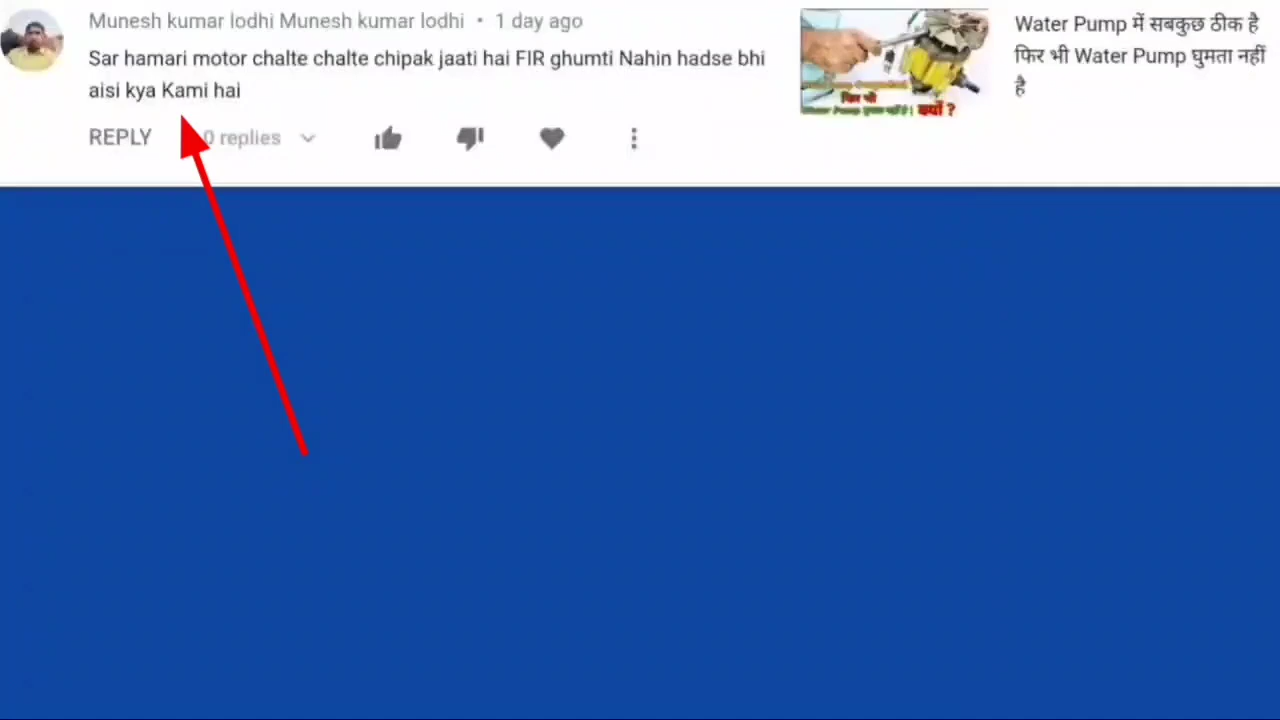 Munesh kumar lodhi Munesh kumar lodhi • 1 day ago
Sar hamari motor chalte chalte chipak jaati hai FIR ghumti Nahin hadse bhi
aisi kya Kami hai
REPLY 0 replies
Water Pump में सबकुछ ठीक है
फिर भी Water Pump घुमता नहीं
है
फिर भी
क्यों ?